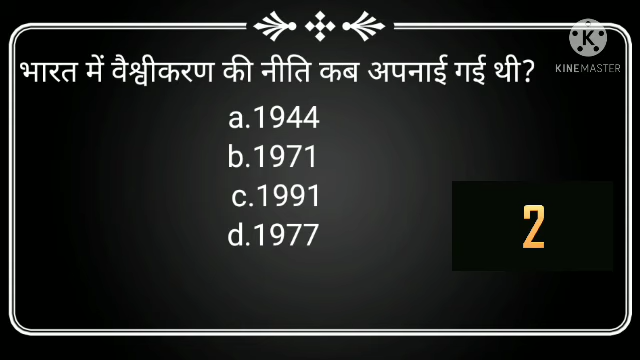 भारत में वैश्वीकरण की नीति कब अपनाई गई थी?
KINEMASTER
a.1944
b.1971
c.1991
d.1977
2